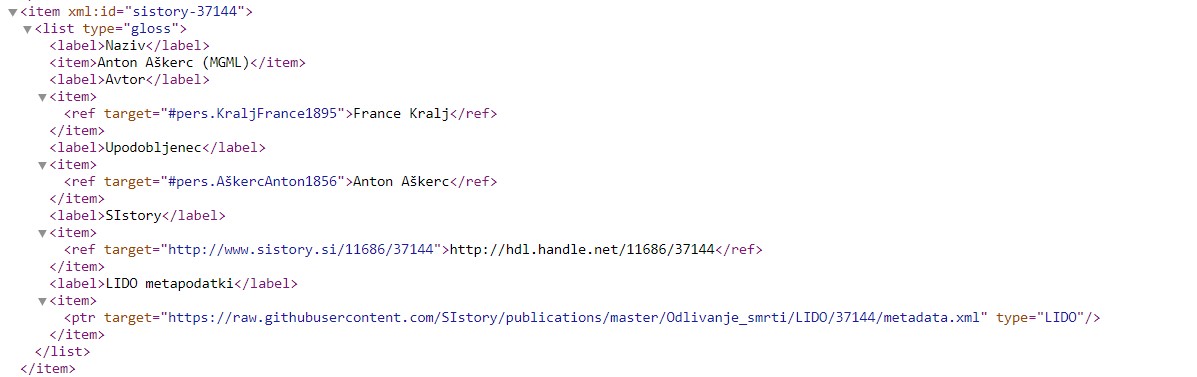 <item xml:id="sistory-37144">
<list type="gloss">
<label>Naziv</label>
<item>Anton Aškerc (MGML)</item>
<label>Avtor</label>
<item>
<ref target="#pers.KraljFrance1895">France Kralj</ref>
</item>
<label>Upodobljenec</label>
<item>
<ref target="#pers.AškercAnton1856">Anton Aškerc</ref>
</item>
<label>SIstory</label>
<item>
<ref target="http://www.sistory.si/11686/37144">http://hdl.handle.net/11686/37144</ref>
</item>
<label>LIDO metapodatki</label>
<item>
<ptr target="https://raw.githubusercontent.com/SIstory/publications/master/Odlivanje_smrti/LIDO/37144/metadata.xml" type="LIDO"/>
</item>
</list>
</item>